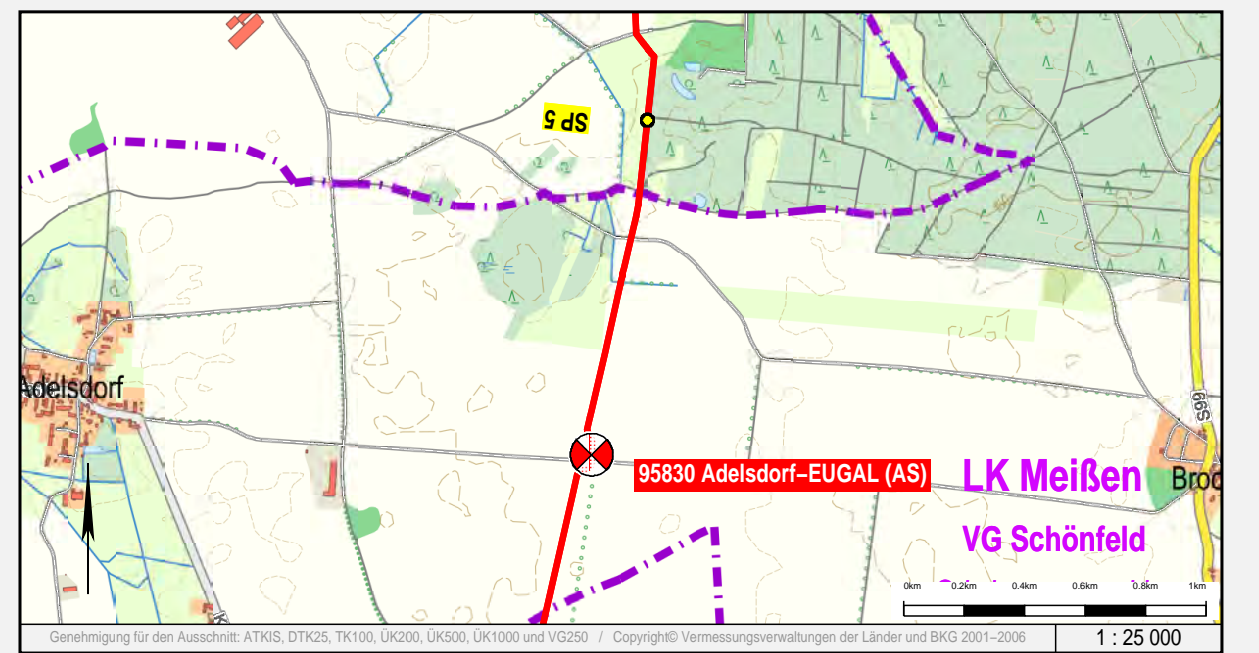 SP 5
Adelsdorf
S99
95830 Adelsdorf–EUGAL (AS)
LK Meißen
VG Schönfeld
0km 0.2km 0.4km 0.6km 0.8km 1km
Genehmigung für den Ausschnitt: ATKIS, DTK25, TK100, ÜK200, ÜK500, ÜK1000 und VG250 / Copyright© Vermessungsverwaltungen der Länder und BKG 2001–2006
1 : 25 000